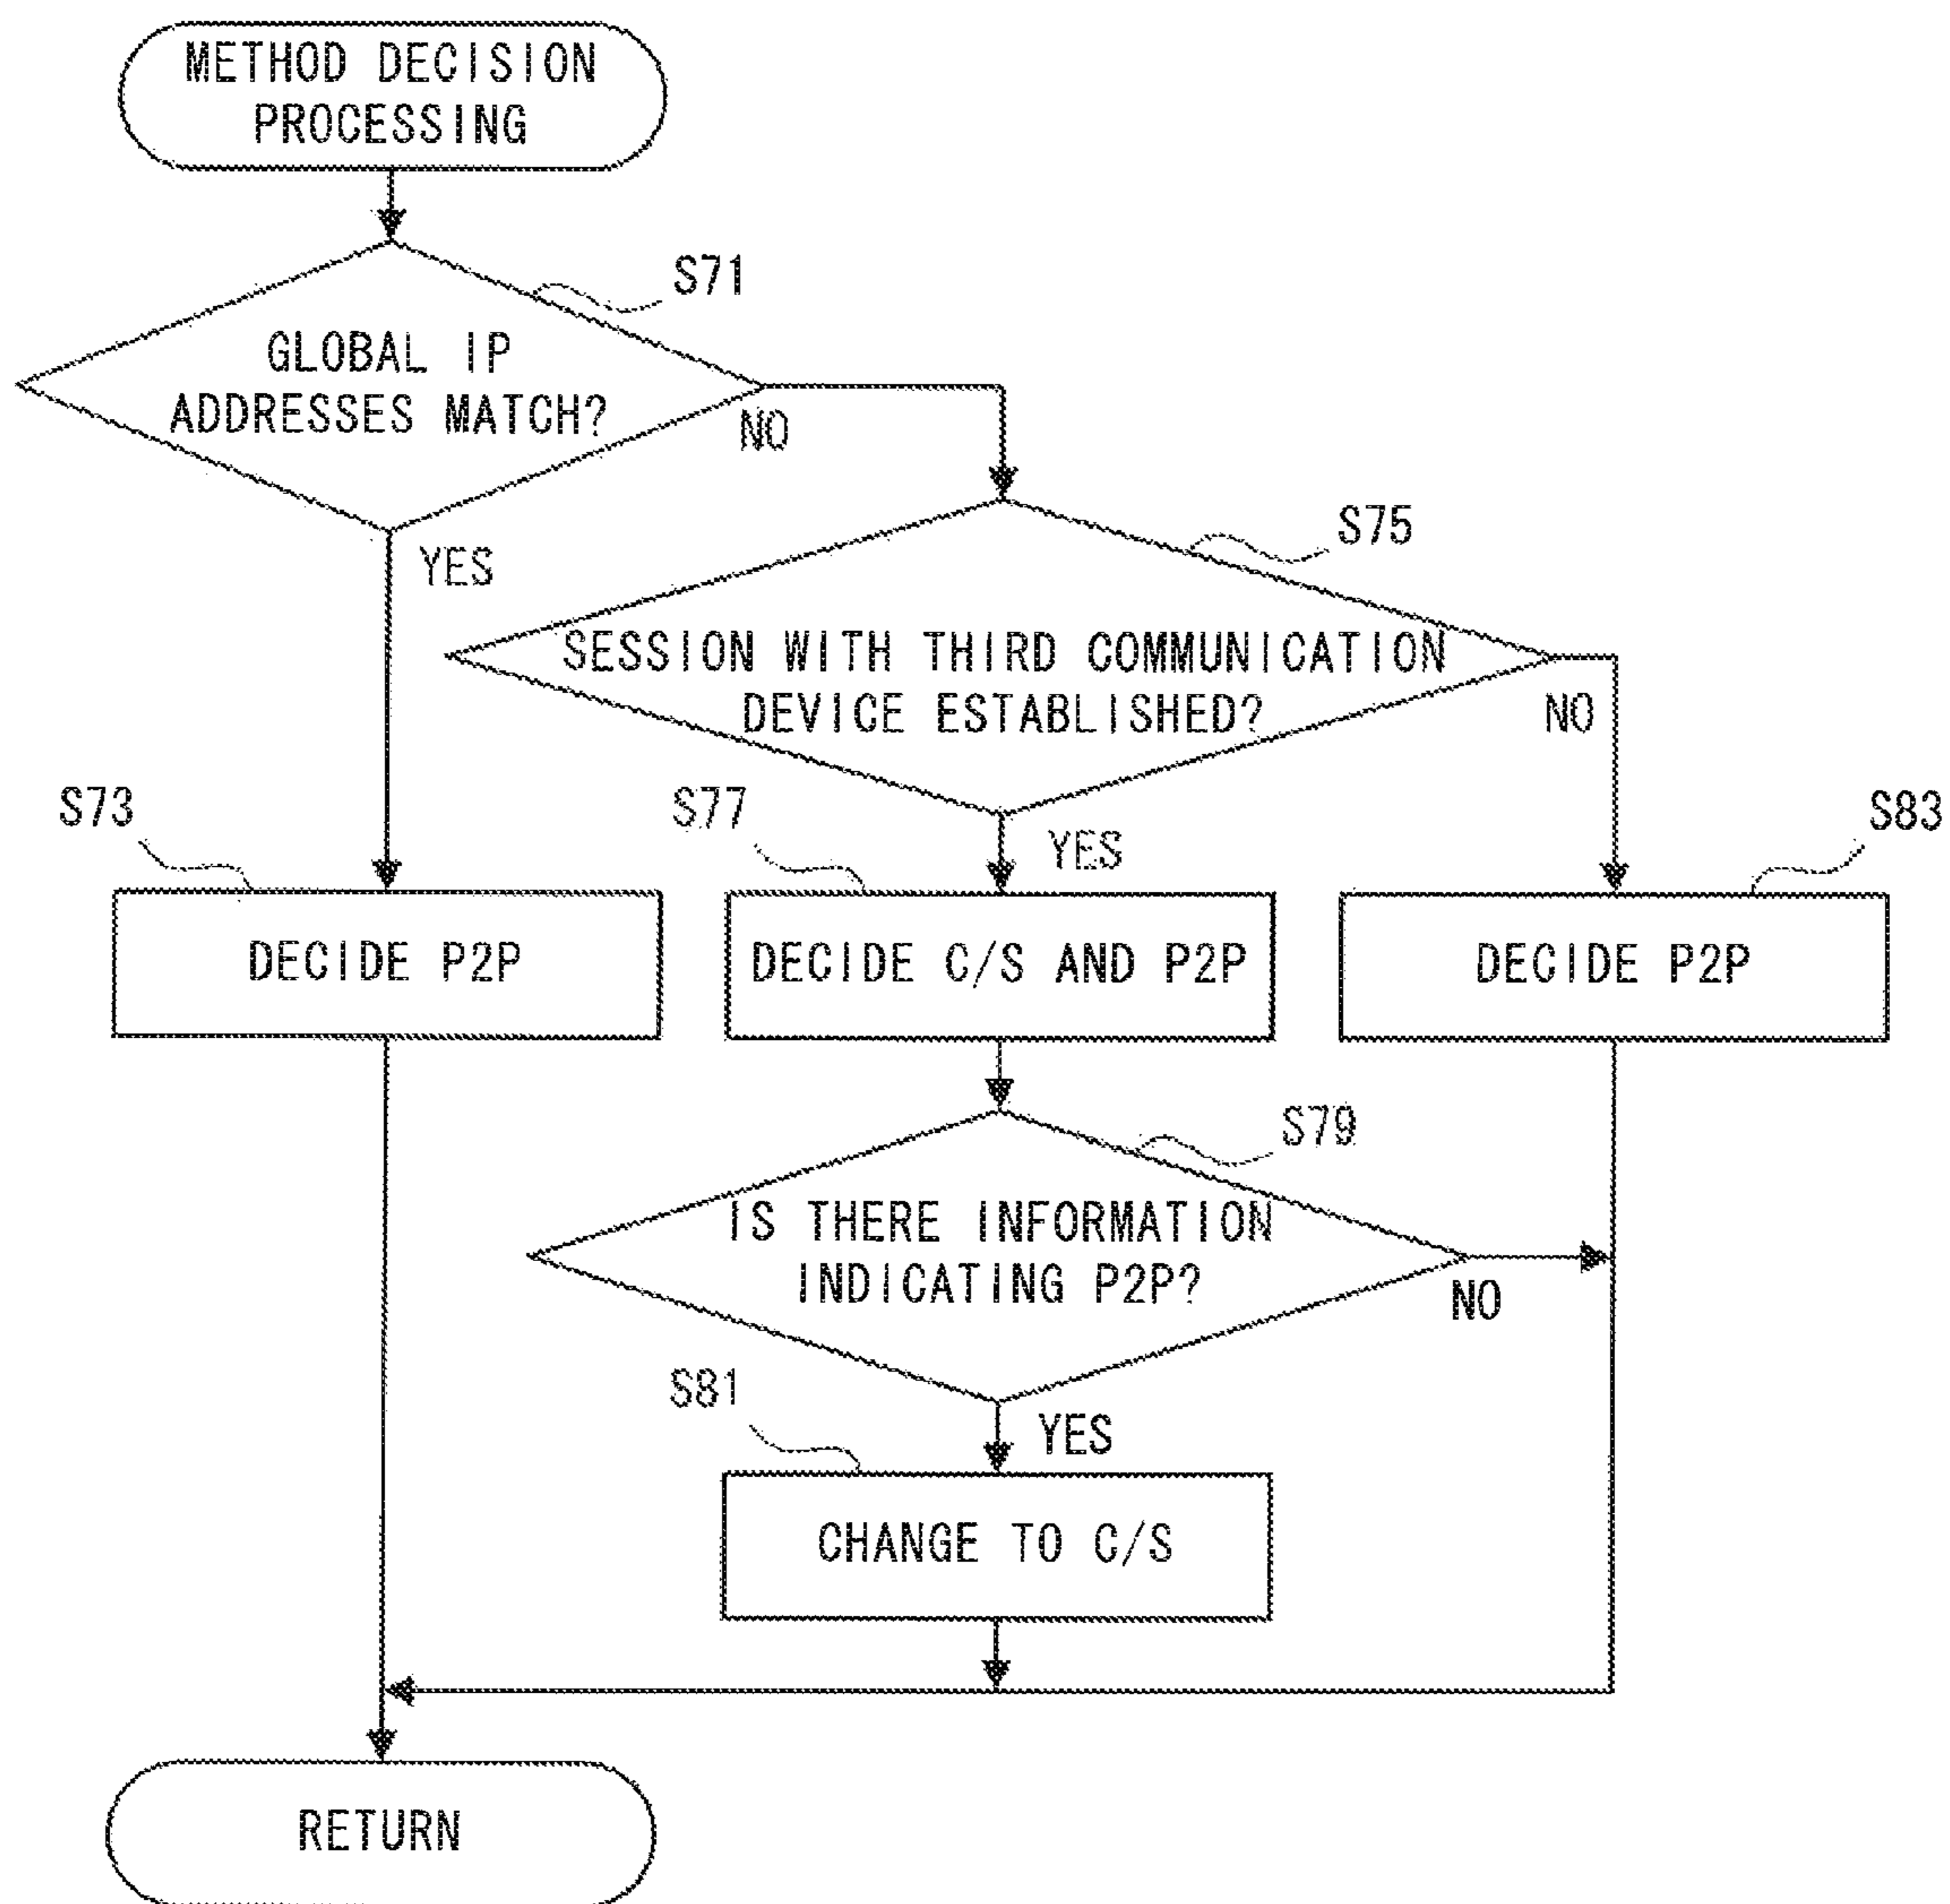 METHOD DECISION
PROCESSING
S71
GLOBAL IP
ADDRESSES MATCH?
NO
YES
S75
SESSION WITH THIRD COMMUNICATION
DEVICE ESTABLISHED?
NO
YES
S73
DECIDE P2P
S77
DECIDE C/S AND P2P
S83
DECIDE P2P
S79
IS THERE INFORMATION
INDICATING P2P?
NO
YES
S81
CHANGE TO C/S
RETURN